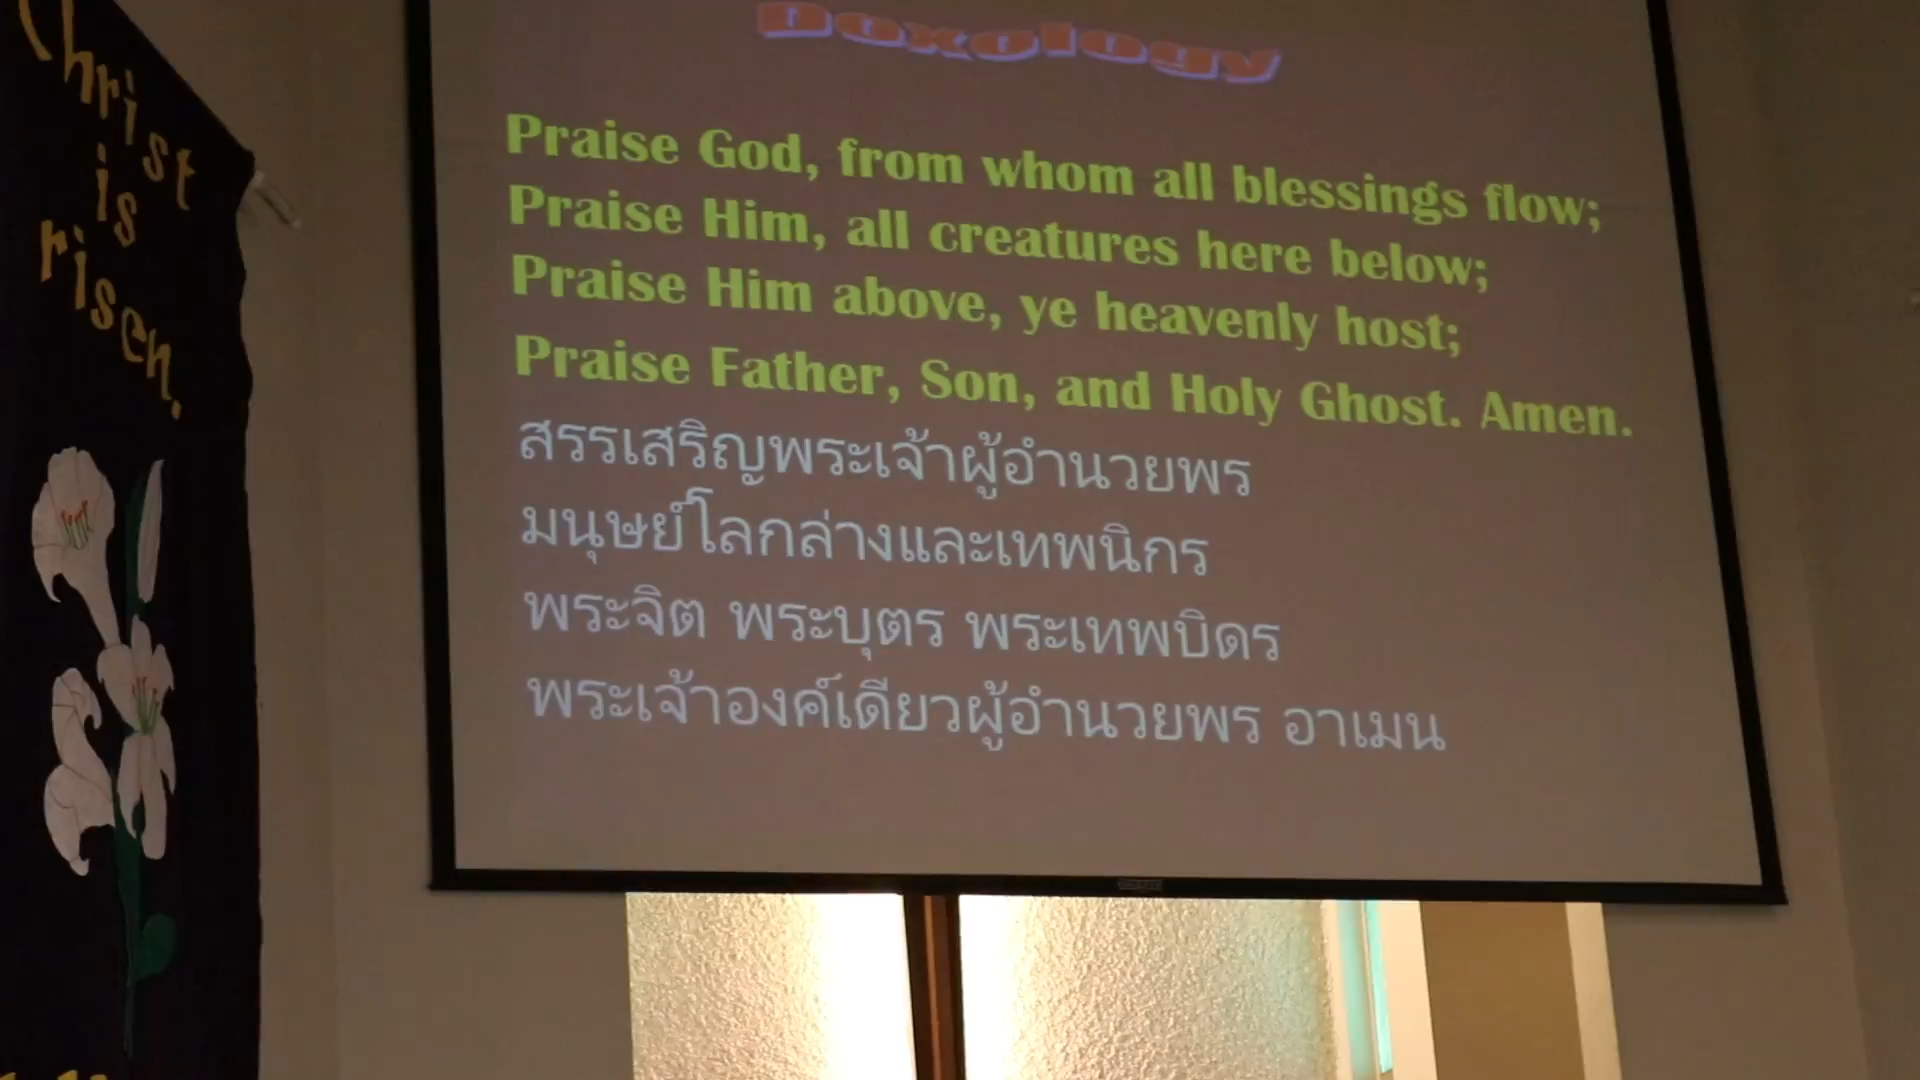 Christ
is
risen.
Doxology
Praise God, from whom all blessings flow;
Praise Him, all creatures here below;
Praise Him above, ye heavenly host;
Praise Father, Son, and Holy Ghost. Amen.
สรรเสริญพระเจ้าผู้อำนวยพร
มนุษย์โลกล่างและเทพนิกร
พระจิต พระบุตร พระเทพบิดร
พระเจ้าองค์เดียวผู้อำนวยพร อาเมน